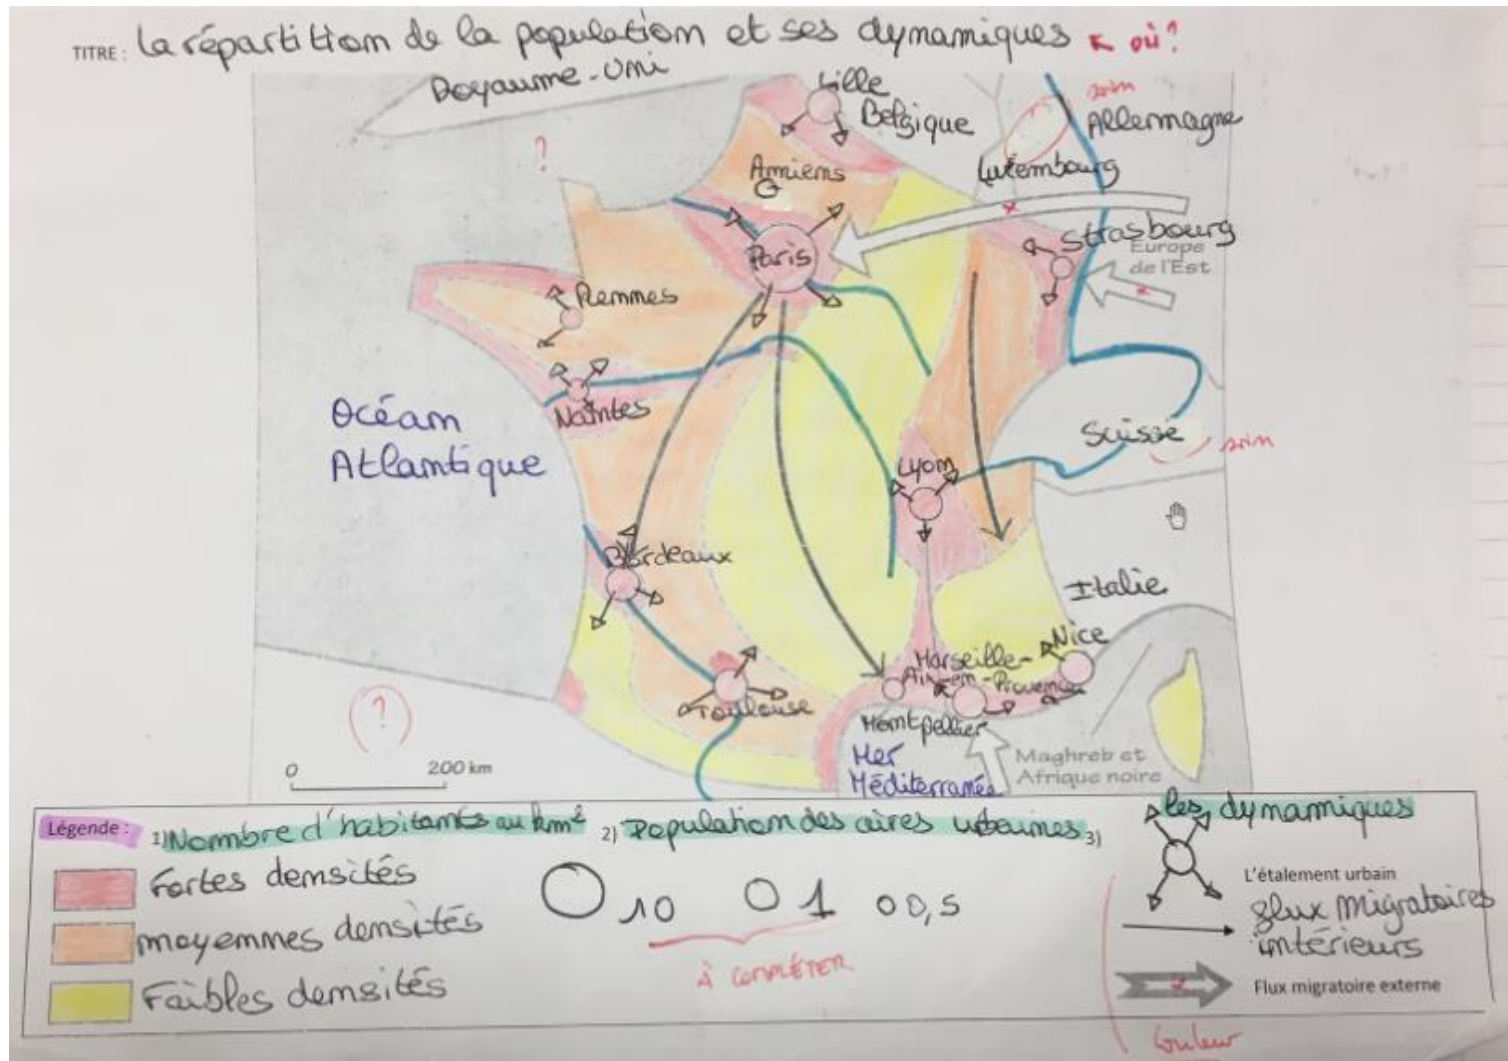 TITRE : La répartition de la population et ses dynamiques ← où ?
Royaume-Uni
Lille
Belgique
soin
Allermagne
?
Amiens
Luxembourg
Paris
Strasbourg
Europe
de l'Est
Rennes
Nantes
Océan
Atlantique
Suisse
soin
Lyon
Bordeaux
Italie
Nice
Marseille-
Aix-en-Provence
Toulouse
Montpellier
?
Mer
Méditerranée
Maghreb et
Afrique noire
0 200 km
Légende :
1) Nombre d'habitants au km²
Fortes densités
moyennes densités
Faibles densités
2) Population des aires urbaines
10 1 0,5
À COMPLÉTER
3) les dynamiques
L'étalement urbain
flux migratoires
intérieurs
Flux migratoire externe
Couleur